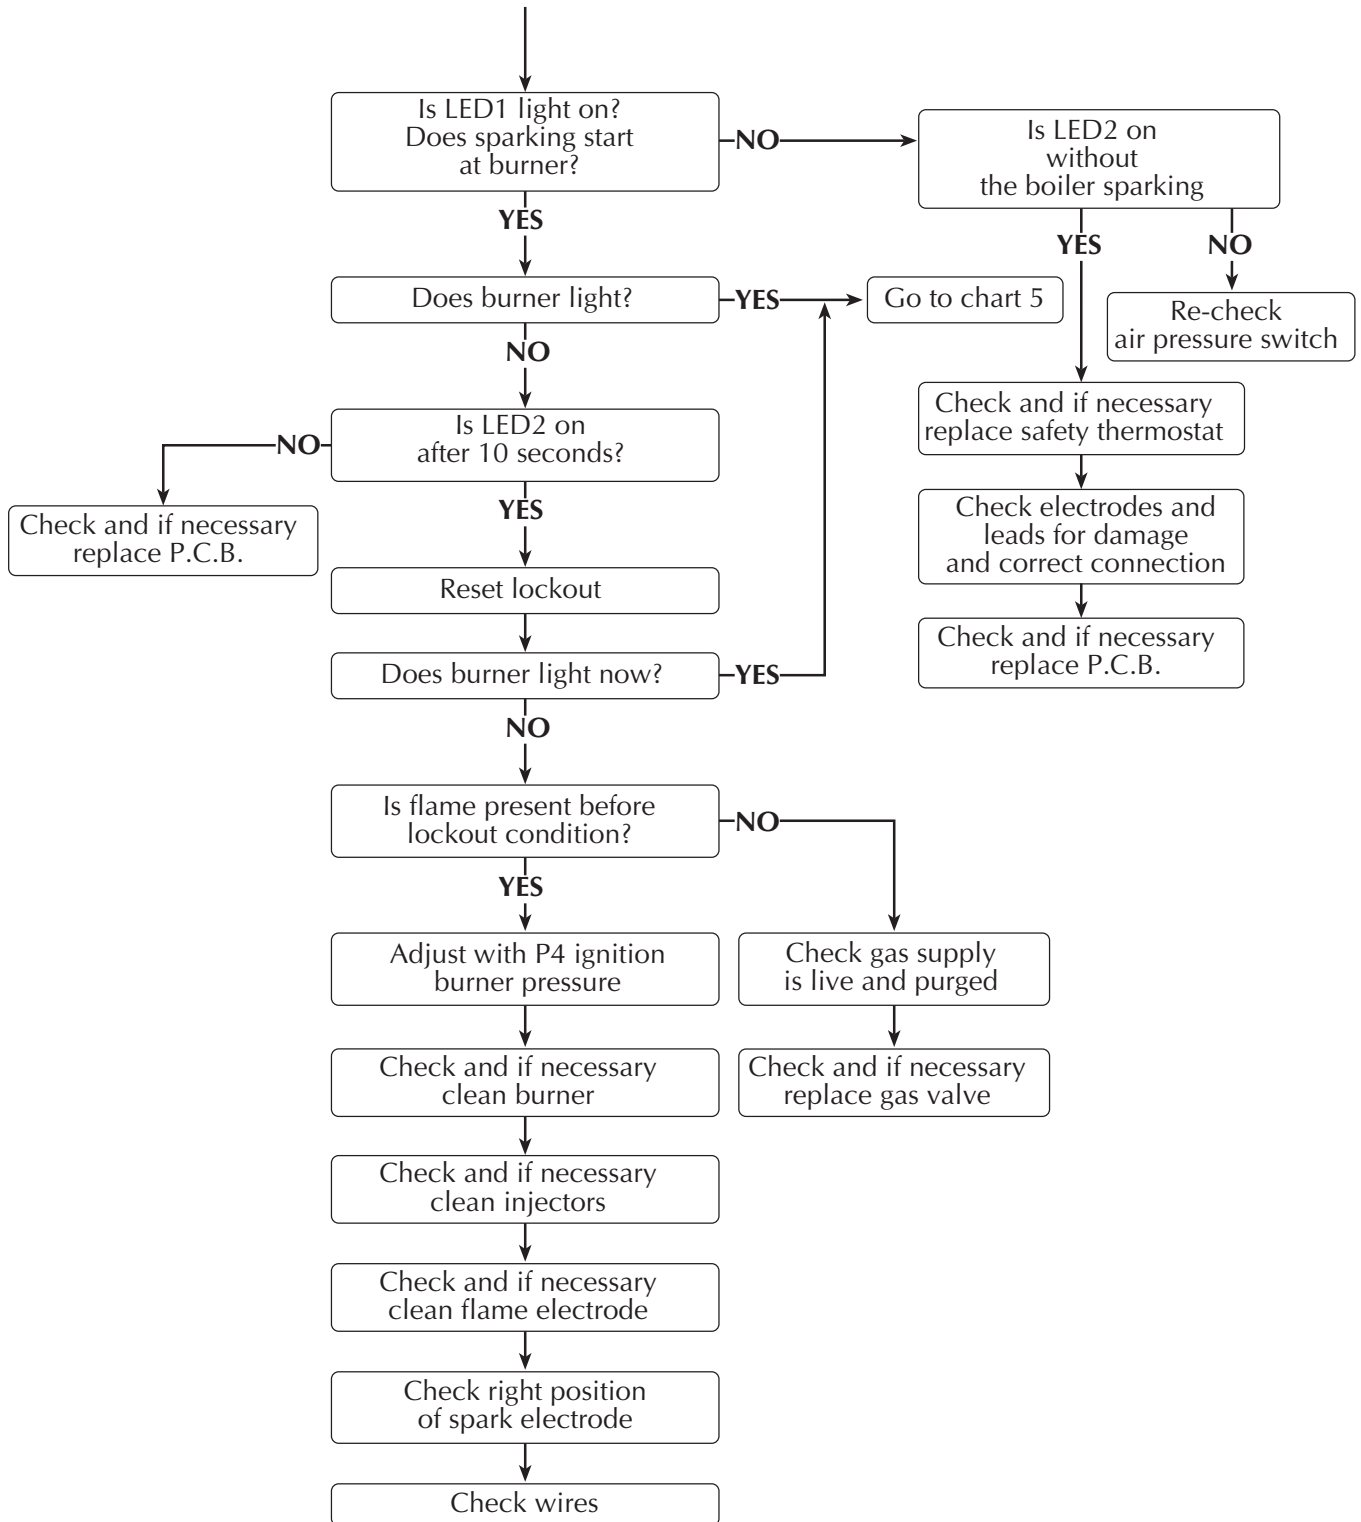 Is LED1 light on?
Does sparking start
at burner?
NO
Is LED2 on
without
the boiler sparking
YES
YES
NO
Does burner light?
YES
Go to chart 5
Re-check
air pressure switch
NO
Check and if necessary
replace safety thermostat
Is LED2 on
after 10 seconds?
NO
YES
Check and if necessary
replace P.C.B.
Check electrodes and
leads for damage
and correct connection
Reset lockout
Check and if necessary
replace P.C.B.
Does burner light now?
YES
NO
Is flame present before
lockout condition?
NO
YES
Adjust with P4 ignition
burner pressure
Check gas supply
is live and purged
Check and if necessary
clean burner
Check and if necessary
replace gas valve
Check and if necessary
clean injectors
Check and if necessary
clean flame electrode
Check right position
of spark electrode
Check wires